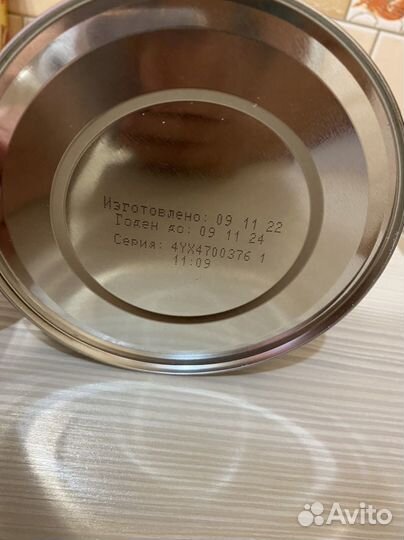 Изготовлено: 09 11 22
Годен до: 09 11 24
Серия: 4YX4700376 1
11:09
Avito